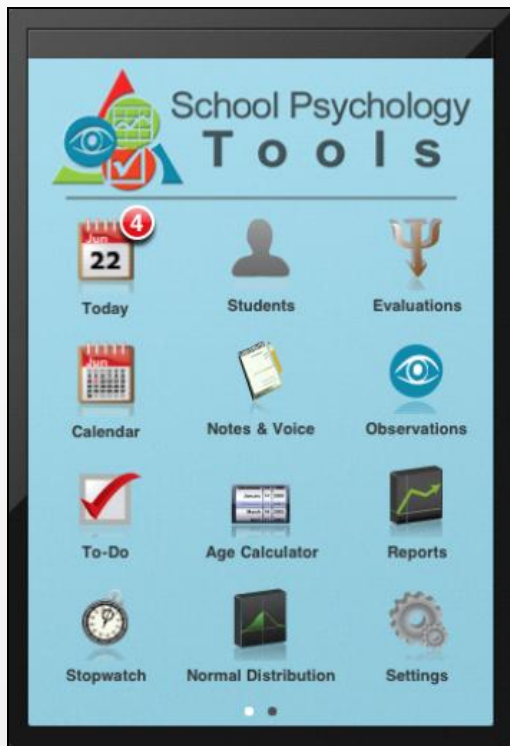 School Psychology
Tools
4
Jun
22
Today
Students
Evaluations
Jun
Calendar
Notes & Voice
Observations
To-Do
Age Calculator
Reports
Stopwatch
Normal Distribution
Settings